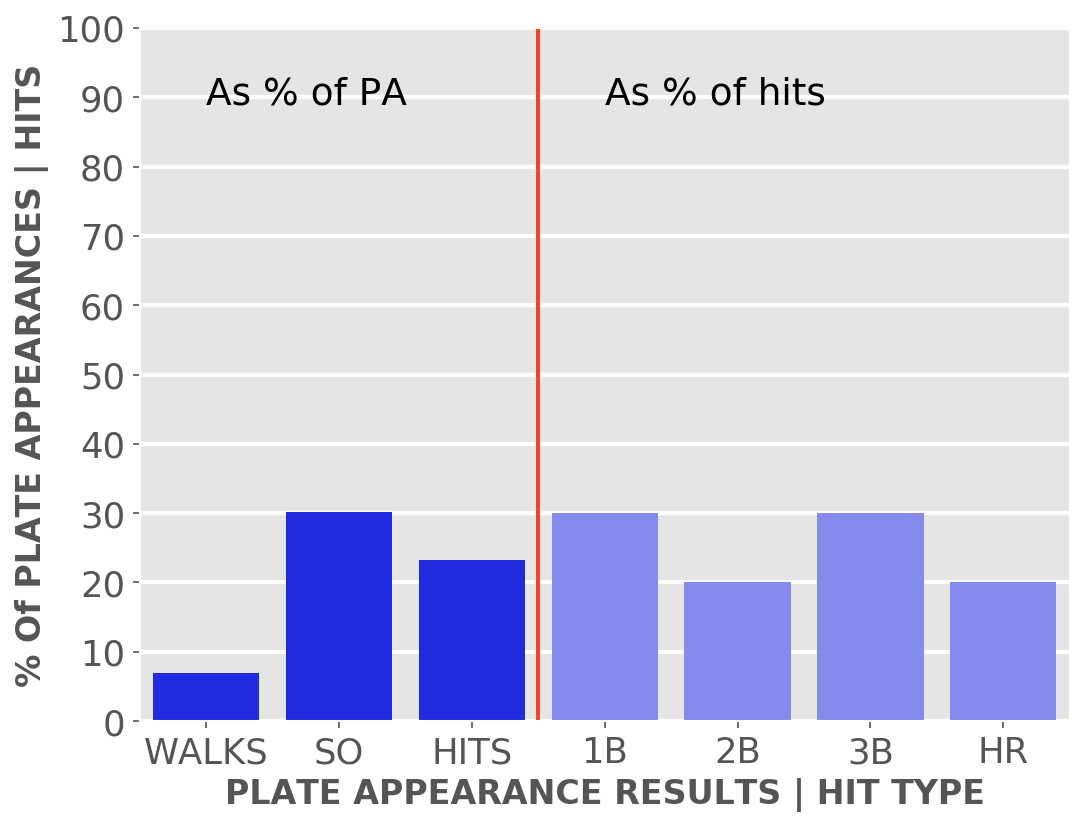 100
90
80
70
60
50
40
30
20
10
0
% Of PLATE APPEARANCES | HITS
As % of PA
As % of hits
WALKS SO HITS 1B 2B 3B HR
PLATE APPEARANCE RESULTS | HIT TYPE